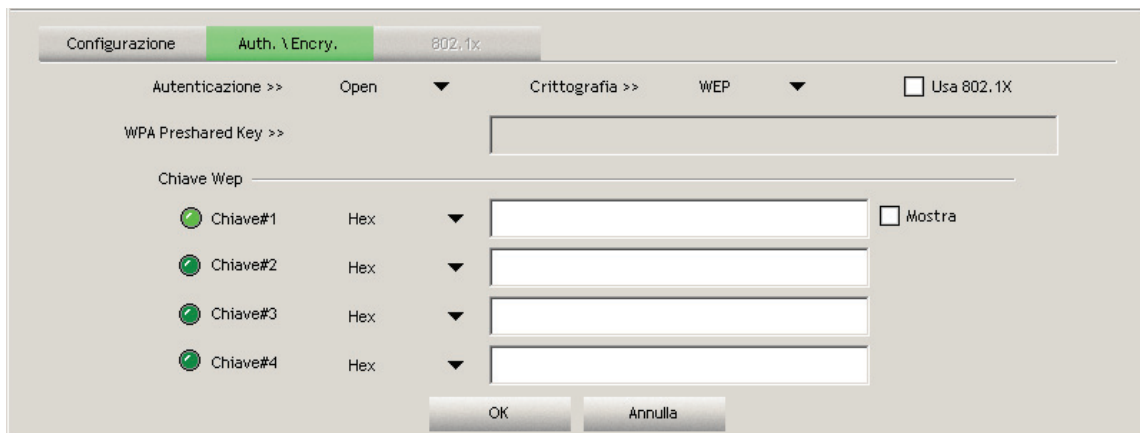 Configurazione Auth. \ Encry. 802.1x
Autenticazione >> Open Crittografia >> WEP Usa 802.1X
WPA Preshared Key >>
Chiave Wep
Chiave#1 Hex Mostra
Chiave#2 Hex
Chiave#3 Hex
Chiave#4 Hex
OK Annulla